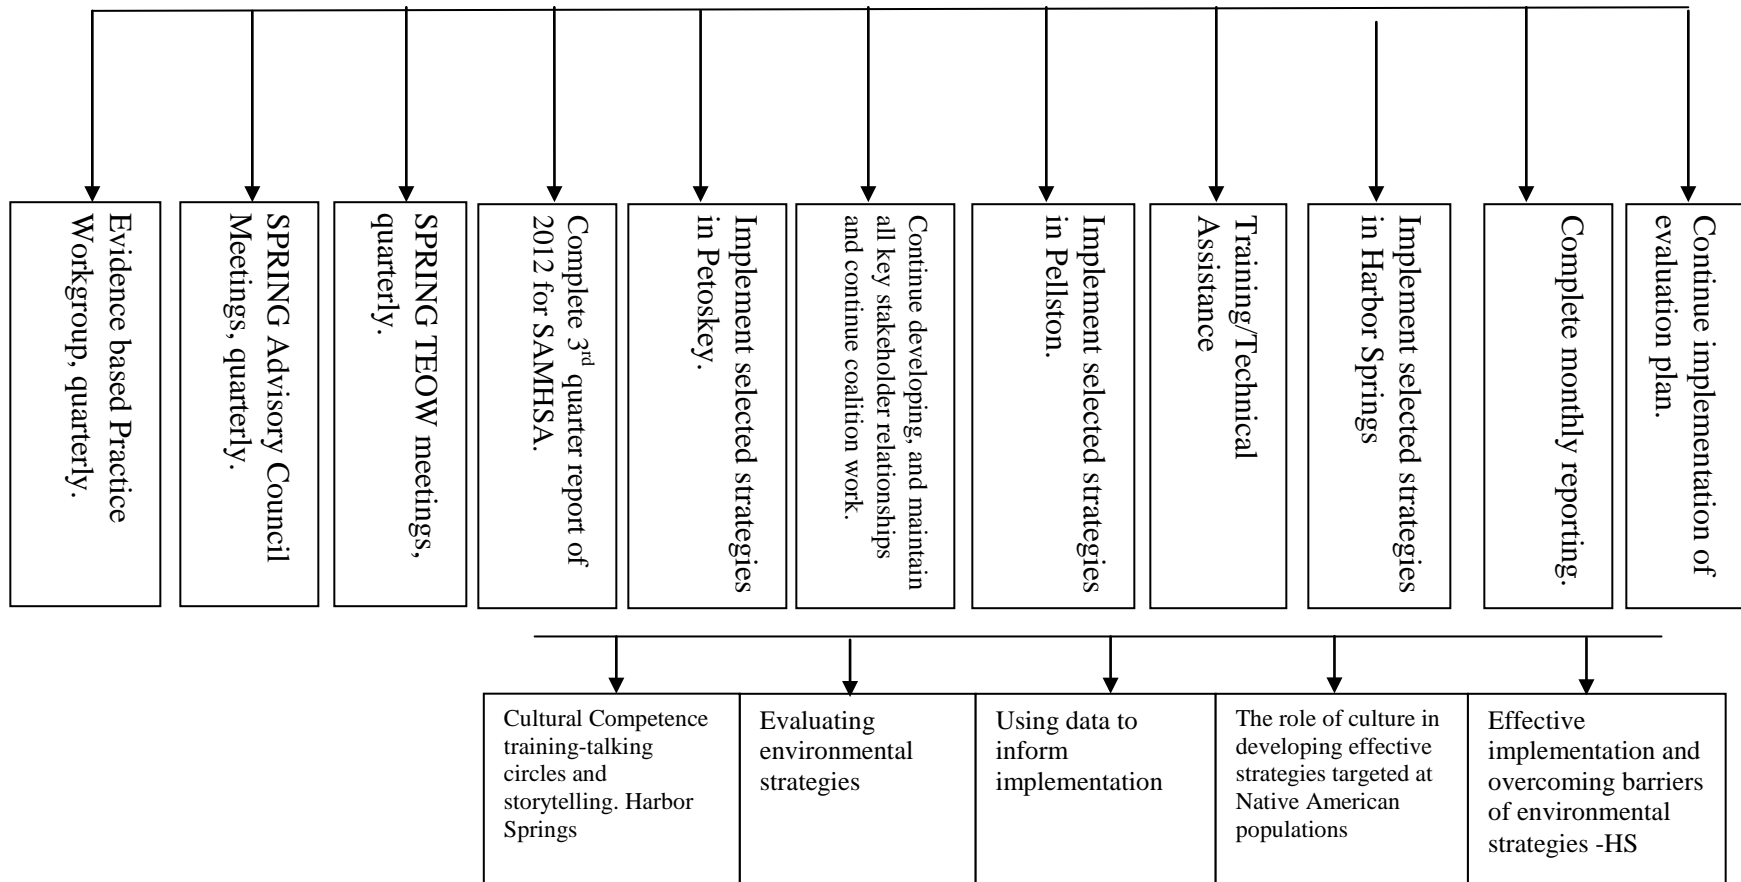 Evidence based Practice
Workgroup, quarterly.
SPRING Advisory Council
Meetings, quarterly.
SPRING TEOW meetings,
quarterly.
Complete 3rd quarter report of
2012 for SAMHSA.
Implement selected strategies
in Petoskey.
Continue developing, and maintain
all key stakeholder relationships
and continue coalition work.
Implement selected strategies
in Pellston.
Training/Technical
Assistance
Implement selected strategies
in Harbor Springs
Complete monthly reporting.
Continue implementation of
evaluation plan.
Cultural Competence
training-talking
circles and
storytelling. Harbor
Springs
Evaluating
environmental
strategies
Using data to
inform
implementation
The role of culture in
developing effective
strategies targeted at
Native American
populations
Effective
implementation and
overcoming barriers
of environmental
strategies -HS